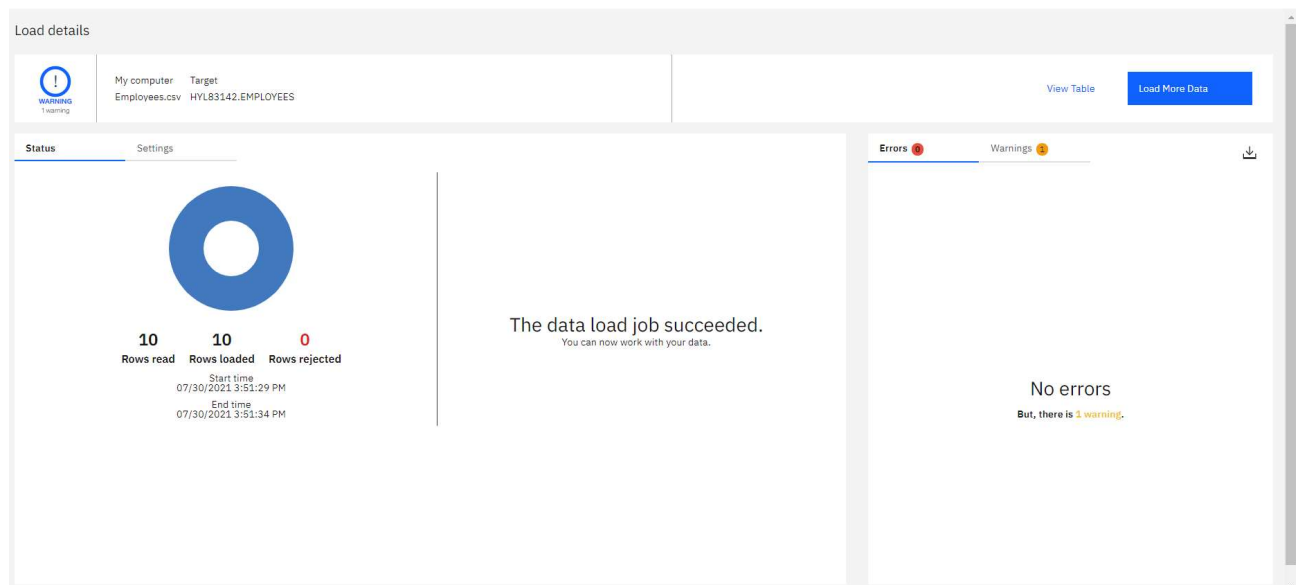 Load details
!
WARNING
1 warning
My computer Target
Employees.csv HYL83142.EMPLOYEES
View Table
Load More Data
Status Settings
10 10 0
Rows read Rows loaded Rows rejected
Start time
07/30/2021 3:51:29 PM
End time
07/30/2021 3:51:34 PM
The data load job succeeded.
You can now work with your data.
Errors 0 Warnings 1
No errors
But, there is 1 warning.